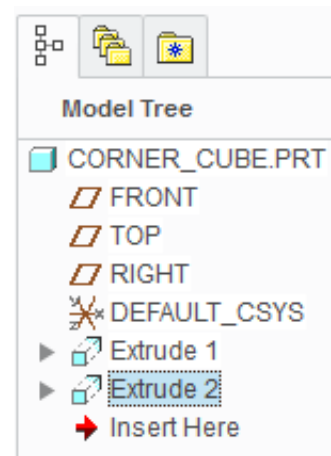 Model Tree
CORNER_CUBE.PRT
FRONT
TOP
RIGHT
DEFAULT_CSYS
Extrude 1
Extrude 2
Insert Here